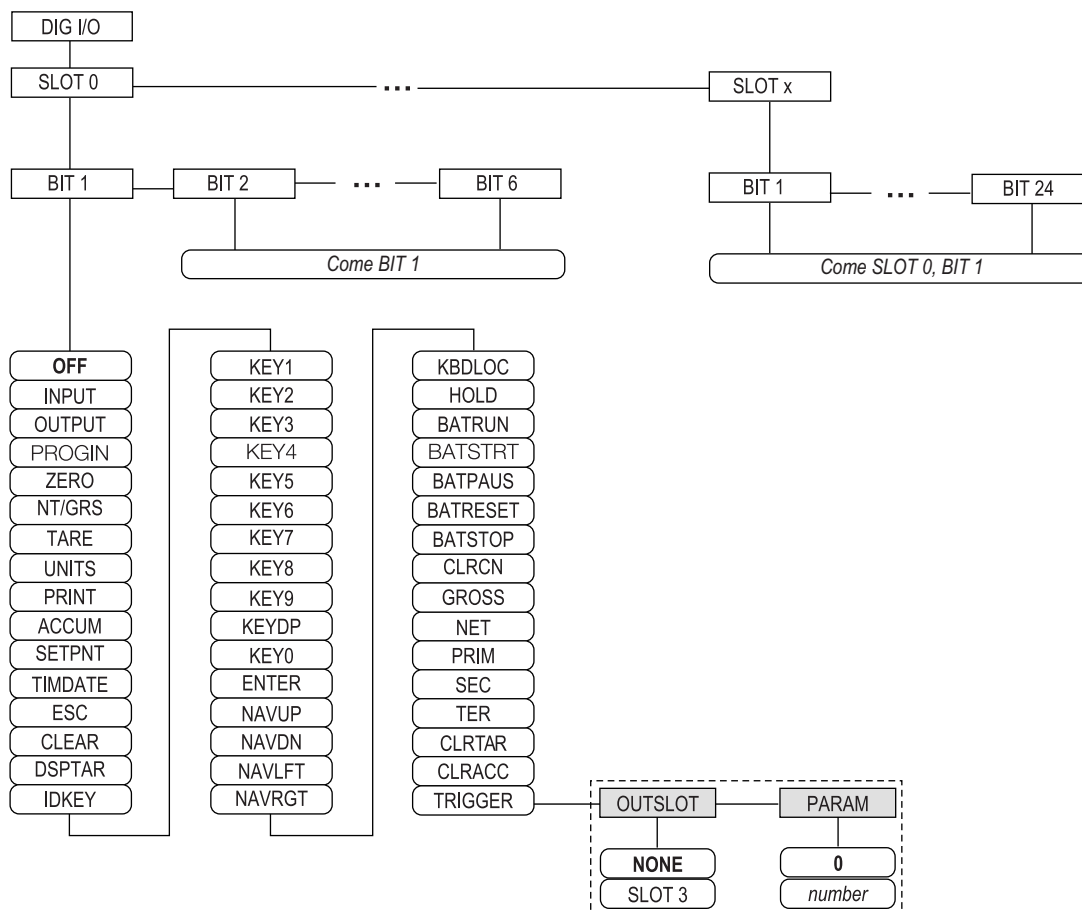 DIG I/O
SLOT 0
...
SLOT x
BIT 1
BIT 2
...
BIT 6
BIT 1
...
BIT 24
Come BIT 1
Come SLOT 0, BIT 1
OFF
INPUT
OUTPUT
PROGIN
ZERO
NT/GRS
TARE
UNITS
PRINT
ACCUM
SETPNT
TIMDATE
ESC
CLEAR
DSPTAR
IDKEY
KEY1
KEY2
KEY3
KEY4
KEY5
KEY6
KEY7
KEY8
KEY9
KEYDP
KEY0
ENTER
NAVUP
NAVDN
NAVLFT
NAVRGT
KBDLOC
HOLD
BATRUN
BATSTRT
BATPAUS
BATRESET
BATSTOP
CLRCN
GROSS
NET
PRIM
SEC
TER
CLRTAR
CLRACC
TRIGGER
OUTSLOT
PARAM
NONE
0
SLOT 3
number